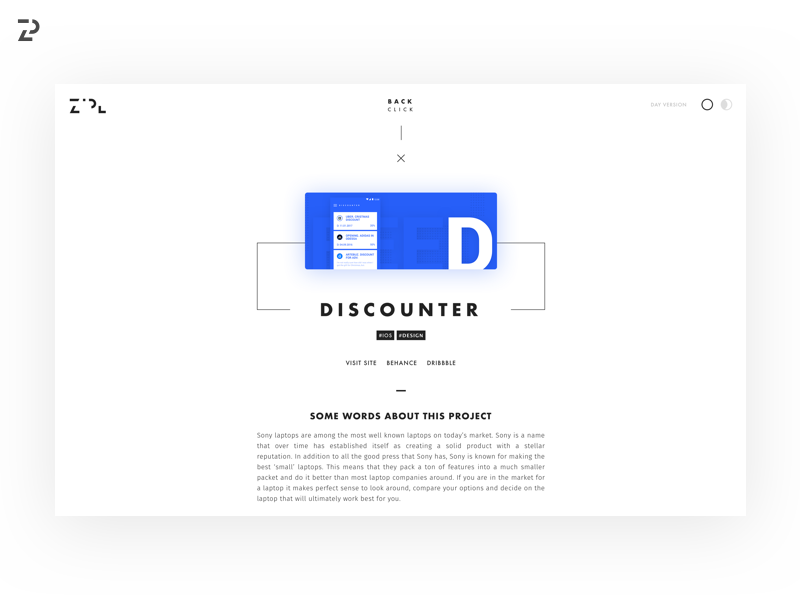 BACK
CLICK
DAY VERSION
FEED
DISCOUNTER
#IOS #DESIGN
VISIT SITE BEHANCE DRIBBBLE
SOME WORDS ABOUT THIS PROJECT
Sony laptops are among the most well known laptops on today's market. Sony is a name
that over time has established itself as creating a solid product with a stellar
reputation. In addition to all the good press that Sony has, Sony is known for making the
best 'small' laptops. This means that they pack a ton of features into a much smaller
packet and do it better than most laptop companies around. If you are in the market for
a laptop it makes perfect sense to look around, compare your options and decide on the
laptop that will ultimately work best for you.